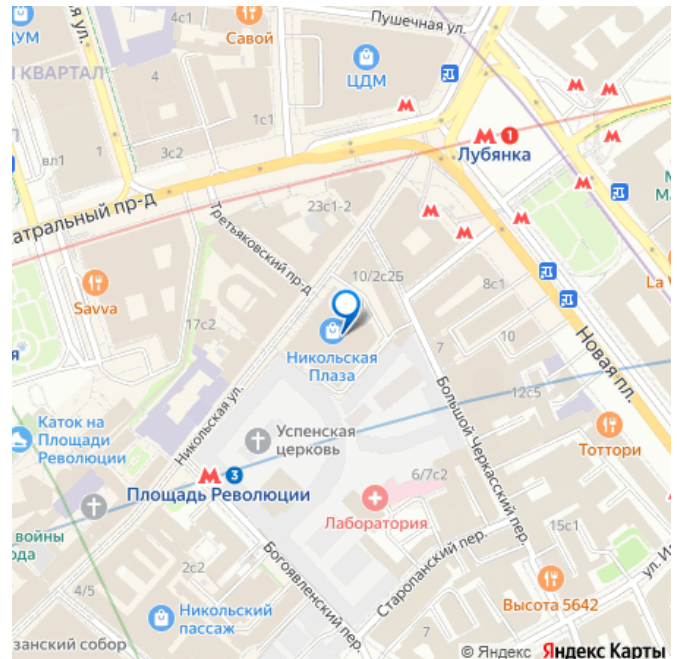 4с1
Пушечная ул.
ЦУМ
Савой
ЦДМ
КВАРТАЛ
4
1с1
1
Лубянка
3с2
вл1
атральный пр-д
23с1-2
Третьяковский пр-д
10/2с25
8с1
Savva
17с2
Никольская
Плаза
7
10
Новая пл.
12с5
Никольская ул.
Большой Черкасский пер.
Каток на
Площади
Революции
Успенская
церковь
Тоттори
3
Площадь Революции
6/7с2
Лаборатория
войны
15с1
Старопанский пер.
Богоявленский пер.
2с2
4/5
Высота 5642
Никольский
пассаж
7
занский собор
© Яндекс Яндекс Карты